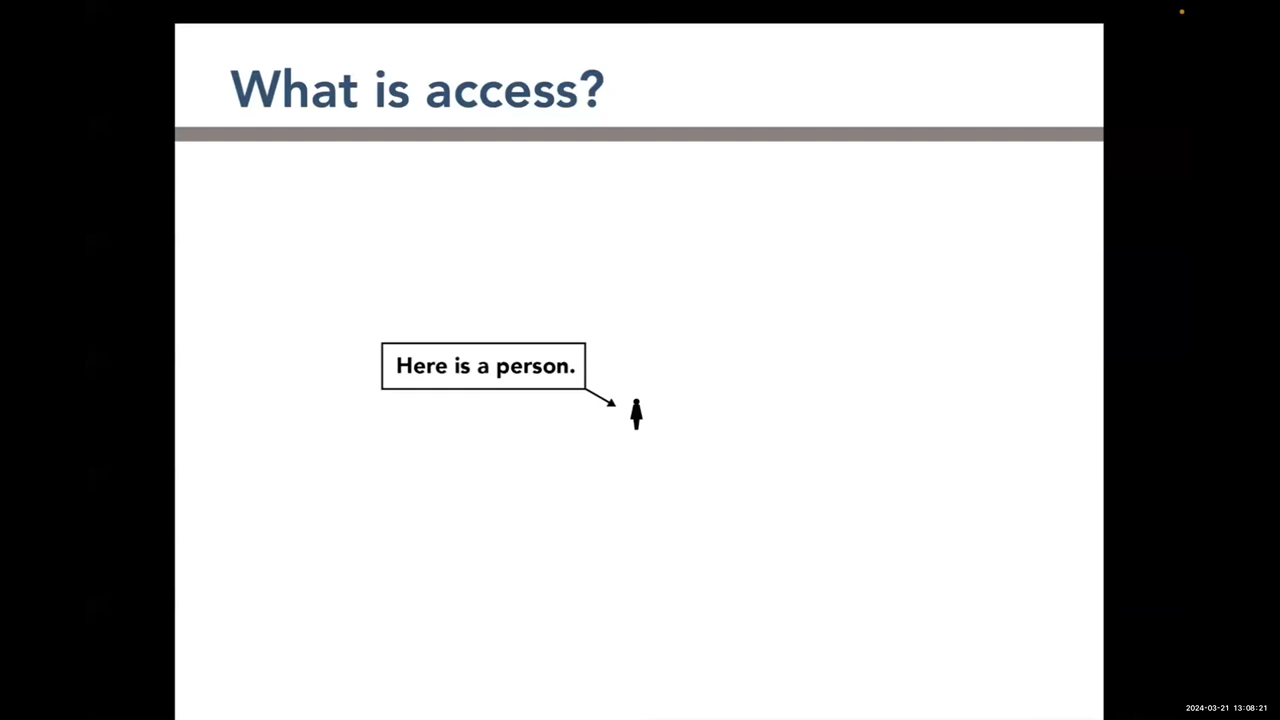 What is access?
Here is a person.
2024-03-21 13:08:21